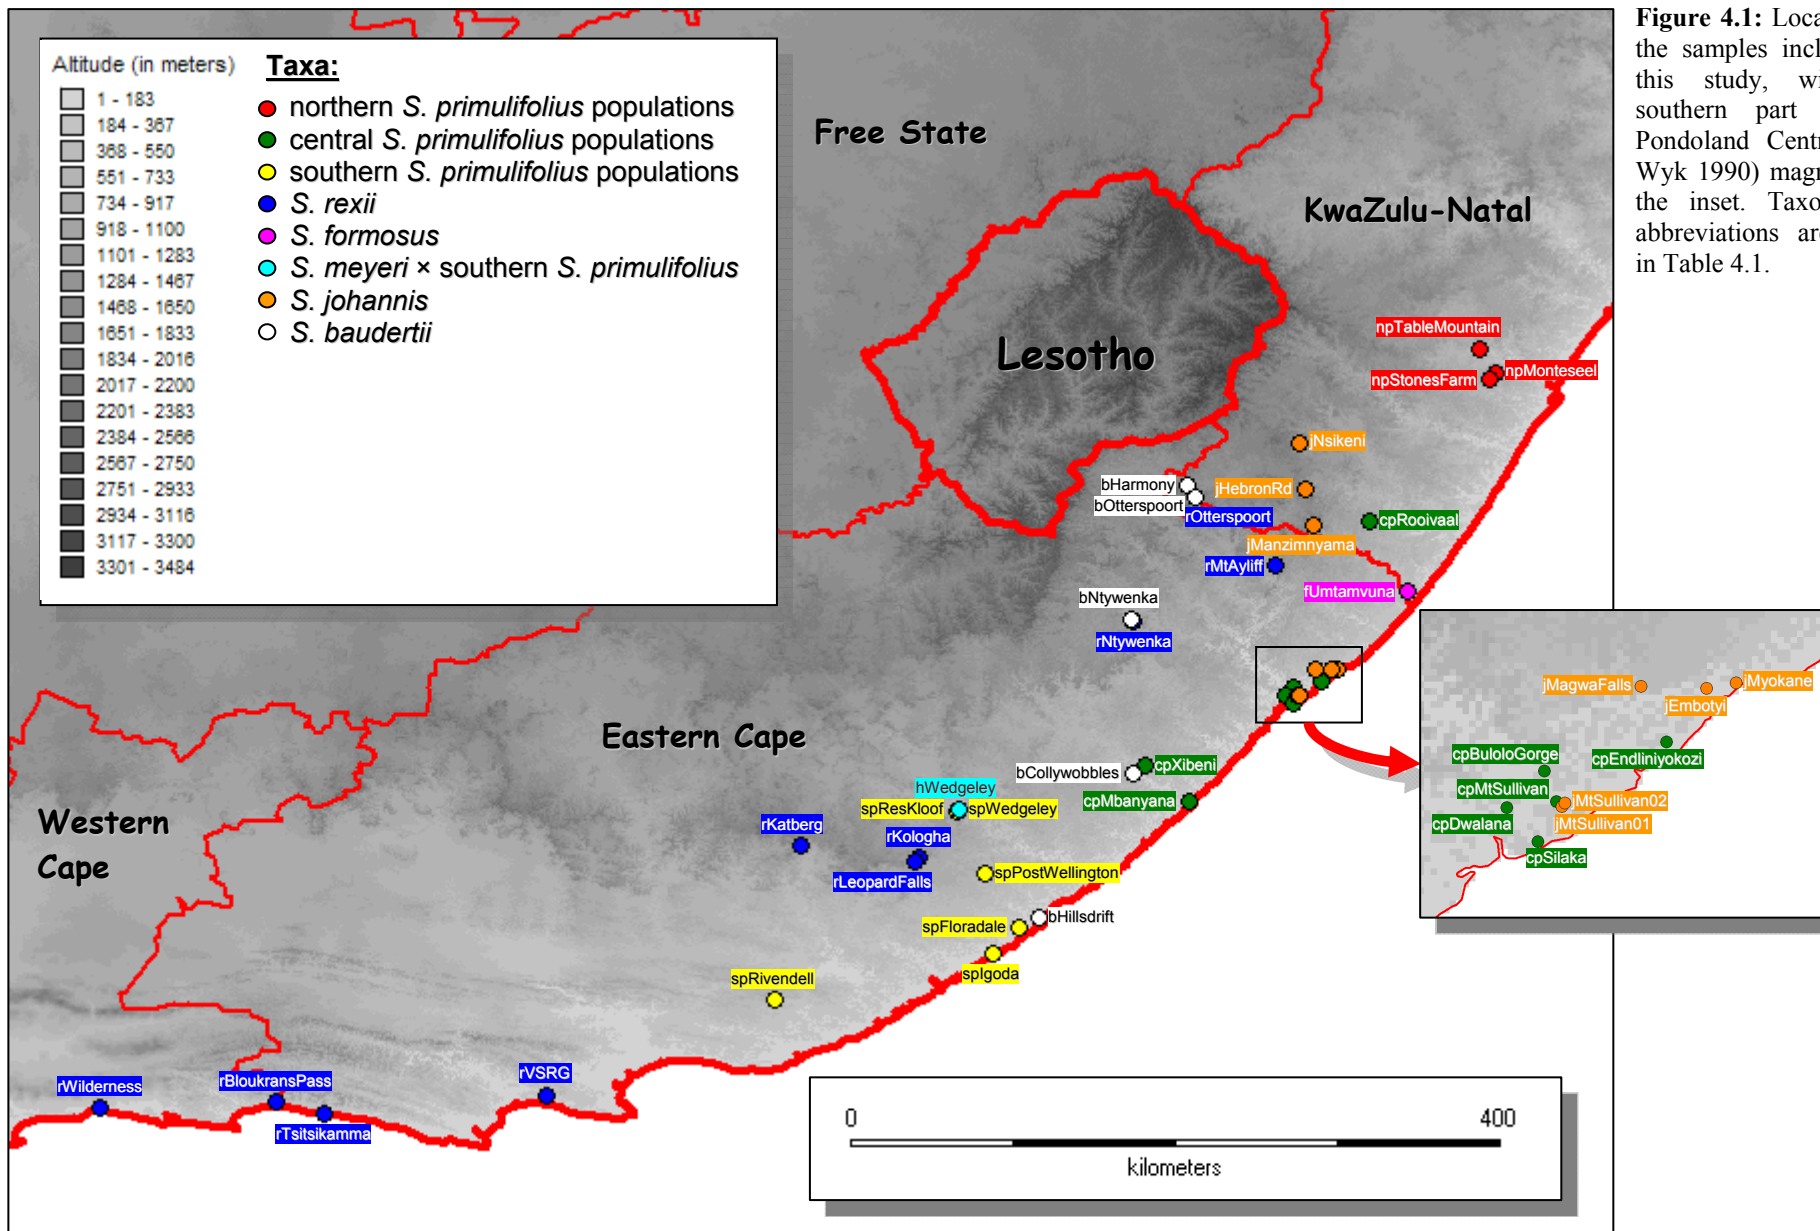 Altitude (in meters)
1 - 183
184 - 367
368 - 550
551 - 733
734 - 917
918 - 1100
1101 - 1283
1284 - 1467
1468 - 1650
1651 - 1833
1834 - 2016
2017 - 2200
2201 - 2383
2384 - 2566
2567 - 2750
2751 - 2933
2934 - 3116
3117 - 3300
3301 - 3484
Taxa:
northern S. primulifolius populations
central S. primulifolius populations
southern S. primulifolius populations
S. rexii
S. formosus
S. meyeri × southern S. primulifolius
S. johannis
S. baudertii
Free State
KwaZulu-Natal
Lesotho
Eastern Cape
Western
Cape
npTableMountain
npMonteseel
npStonesFarm
jNsikeni
bHarmony
jHebronRd
bOtterspoort
rOtterspoort
cpRooivaal
jManzimnyama
rMtAyliff
fUmtamvuna
bNtywenka
rNtywenka
bCollywobbles
cpXibeni
cpMbanyana
hWedgeley
spResKloof
spWedgeley
rKatberg
rKologha
rLeopardFalls
spPostWellington
bHillsdrift
spFloradale
spIgoda
spRivendell
rWilderness
rBloukransPass
rTsitsikamma
rVSRG
jMagwaFalls
jMyokane
jEmbotyi
cpEndliniyokozi
cpBuloloGorge
cpMtSullivan
jMtSullivan02
cpDwalana
jMtSullivan01
cpSilaka
0
400
kilometers
Figure 4.1: Loca
the samples incl
this study, wi
southern part
Pondoland Centr
Wyk 1990) magn
the inset. Taxo
abbreviations are
in Table 4.1.